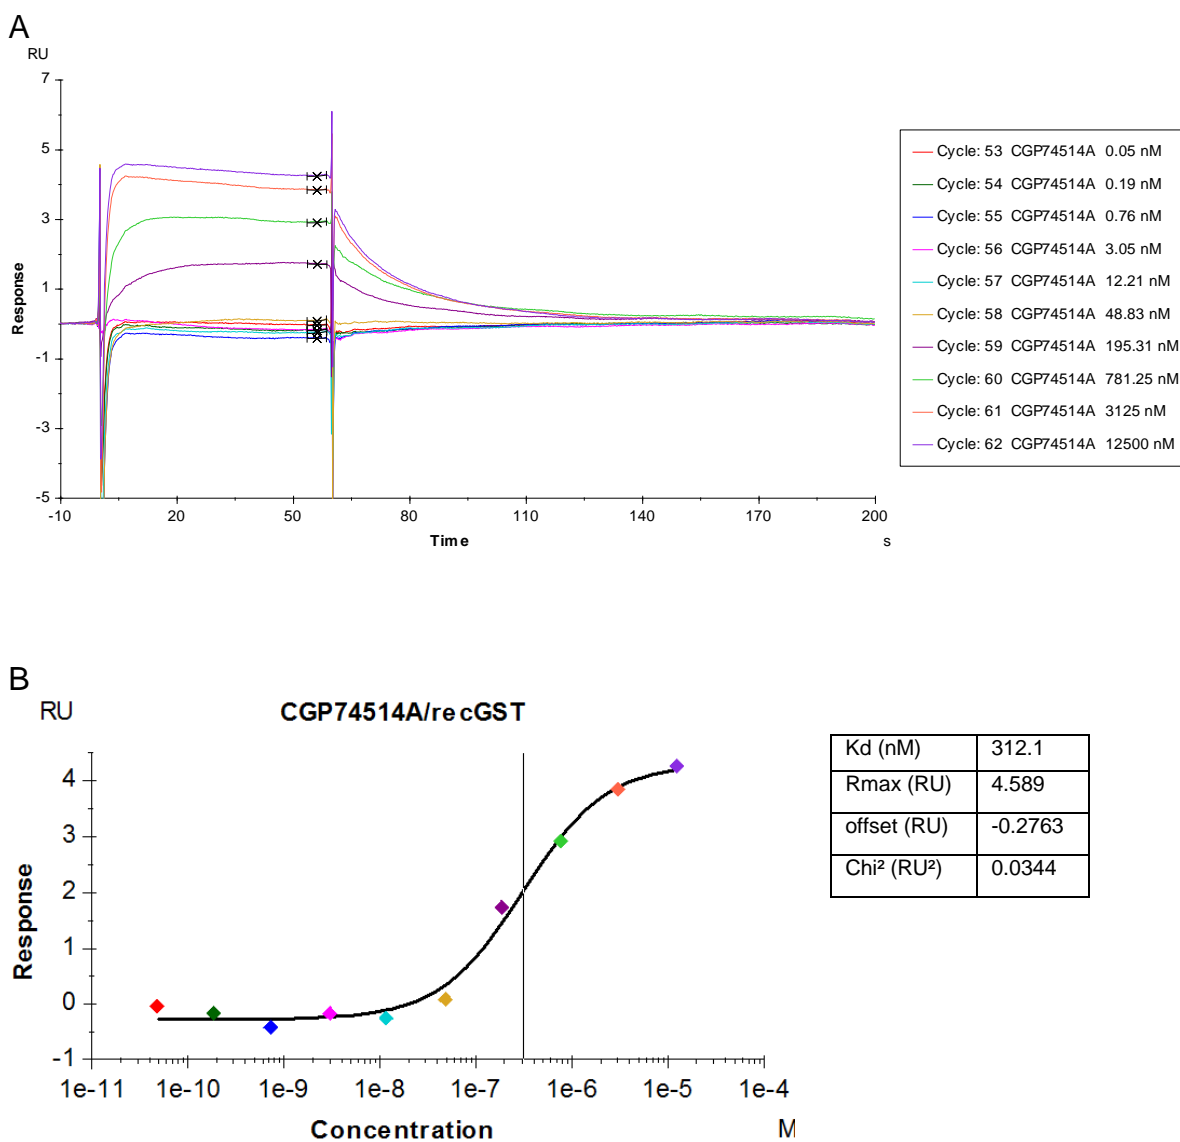 A
RU
7
5
3
1
-1
-3
-5
-10 20 50 80 110 140 170 200
Response
Time
s
Cycle: 53 CGP74514A 0.05 nM
Cycle: 54 CGP74514A 0.19 nM
Cycle: 55 CGP74514A 0.76 nM
Cycle: 56 CGP74514A 3.05 nM
Cycle: 57 CGP74514A 12.21 nM
Cycle: 58 CGP74514A 48.83 nM
Cycle: 59 CGP74514A 195.31 nM
Cycle: 60 CGP74514A 781.25 nM
Cycle: 61 CGP74514A 3125 nM
Cycle: 62 CGP74514A 12500 nM
B
RU
CGP74514A/recGST
4
3
2
1
0
-1
1e-11 1e-10 1e-9 1e-8 1e-7 1e-6 1e-5 1e-4
Response
Concentration
M
Kd (nM) 312.1
Rmax (RU) 4.589
offset (RU) -0.2763
Chi² (RU²) 0.0344